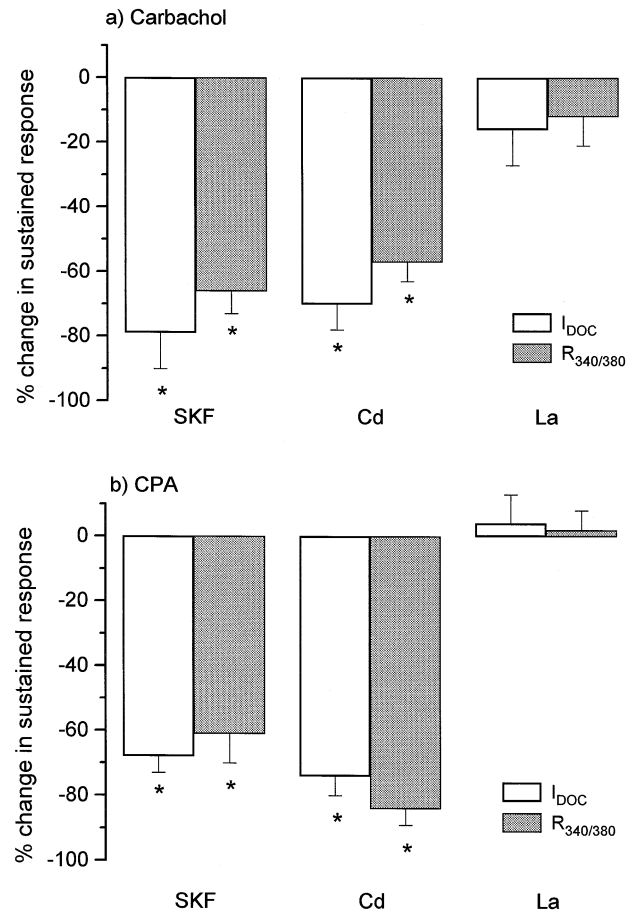 a) Carbachol
% change in sustained response
0
-20
-40
-60
-80
-100
*
*
*
*
I_DOC
R_340/380
SKF
Cd
La
b) CPA
% change in sustained response
0
-20
-40
-60
-80
-100
*
*
*
*
I_DOC
R_340/380
SKF
Cd
La